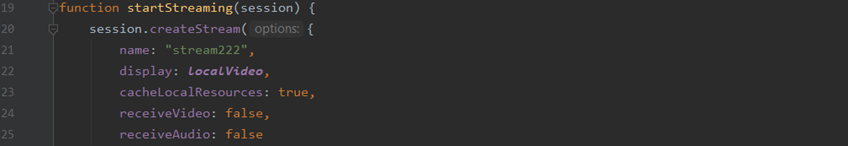 19 function startStreaming(session) {
20 session.createStream( options: {
21 name: "stream222",
22 display: localVideo,
23 cacheLocalResources: true,
24 receiveVideo: false,
25 receiveAudio: false